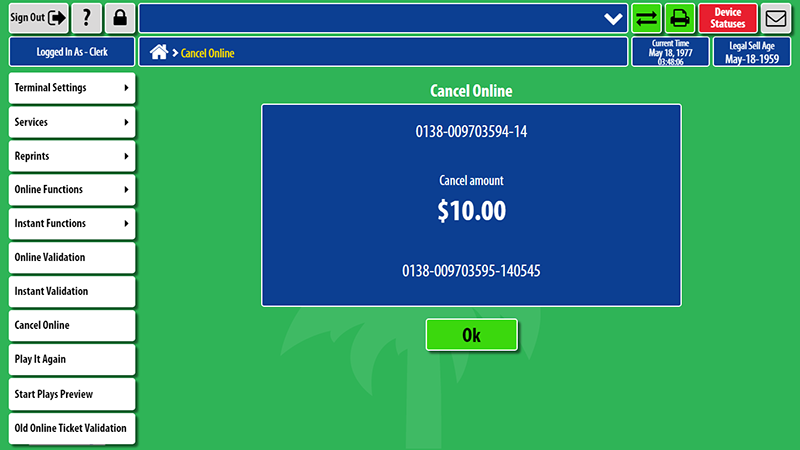 Sign Out
?
Device
Statuses
Logged In As - Clerk
Cancel Online
Current Time
May 18, 1977
03:48:06
Legal Sell Age
May-18-1959
Terminal Settings
Services
Reprints
Online Functions
Instant Functions
Online Validation
Instant Validation
Cancel Online
Play It Again
Start Plays Preview
Old Online Ticket Validation
Cancel Online
0138-009703594-14
Cancel amount
$10.00
0138-009703595-140545
Ok